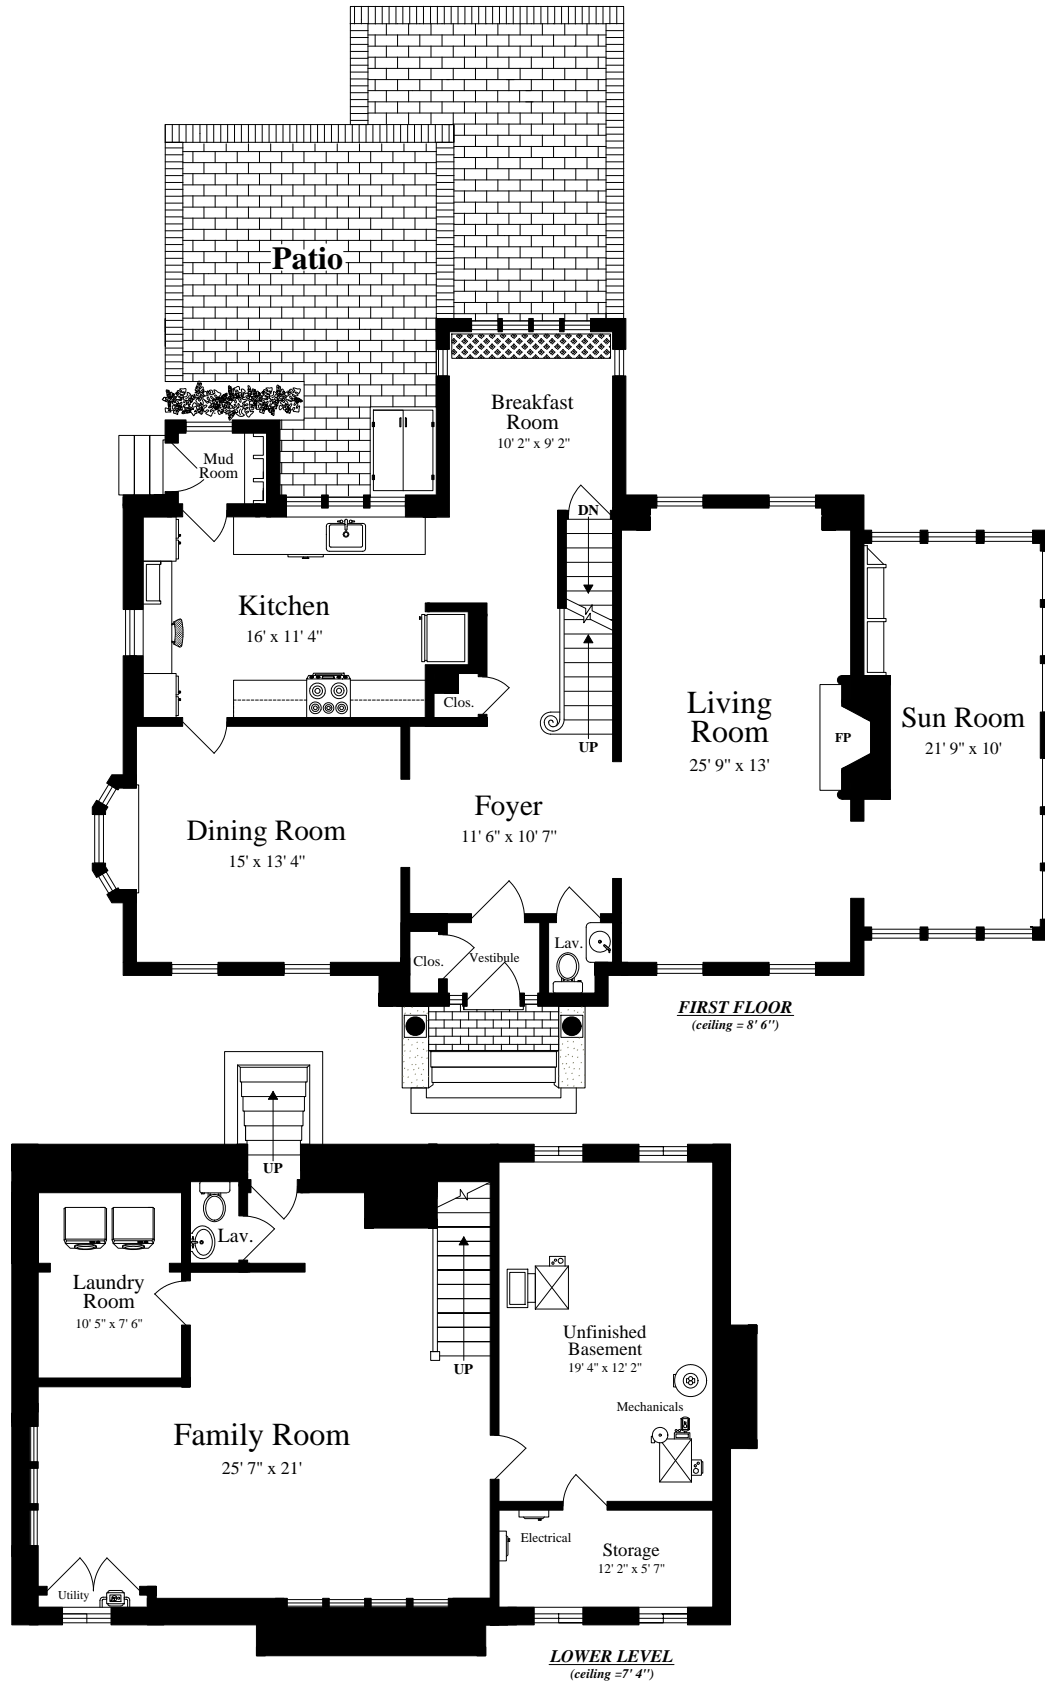 Patio
Breakfast
Room
10' 2" x 9' 2"
Mud
Room
DN
Kitchen
16' x 11' 4"
Clos.
UP
Living
Room
25' 9" x 13'
FP
Sun Room
21' 9" x 10'
Foyer
11' 6" x 10' 7"
Dining Room
15' x 13' 4"
Clos.
Vestibule
Lav.
FIRST FLOOR
(ceiling = 8' 6")
UP
Lav.
Laundry
Room
10' 5" x 7' 6"
UP
Unfinished
Basement
19' 4" x 12' 2"
Mechanicals
Family Room
25' 7" x 21'
Electrical
Storage
12' 2" x 5' 7"
Utility
LOWER LEVEL
(ceiling =7' 4")